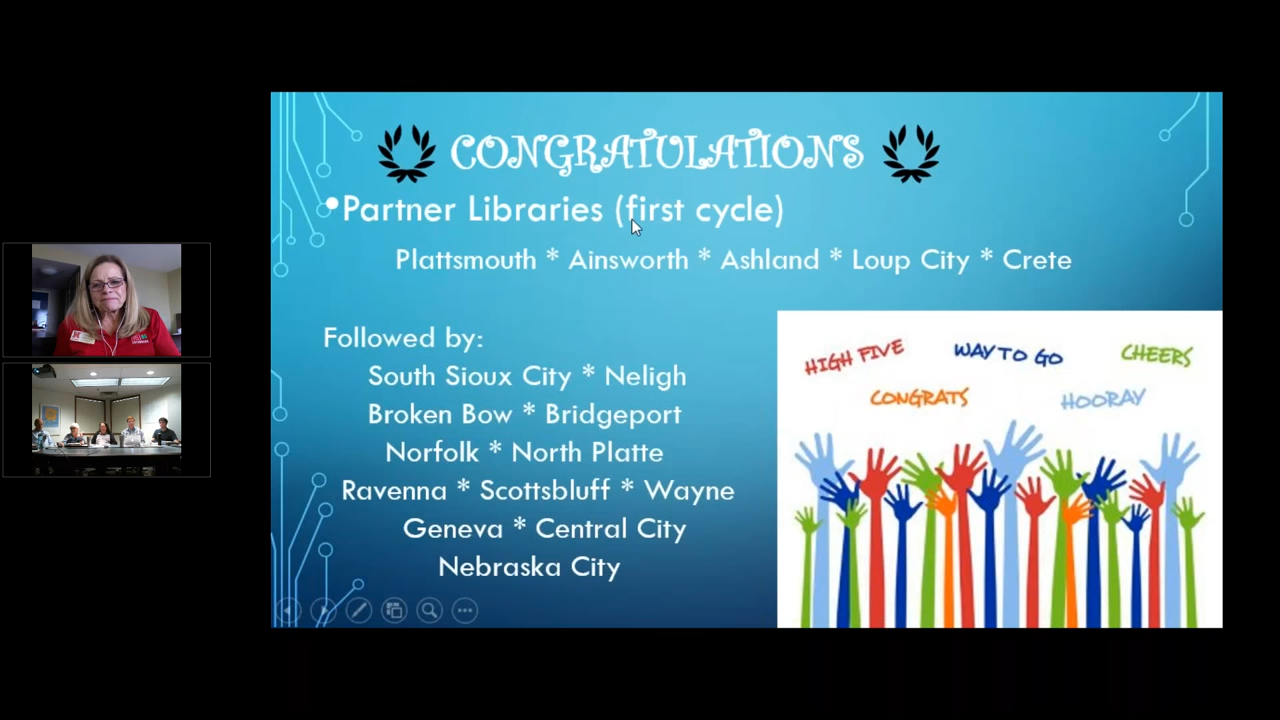 CONGRATULATIONS
•Partner Libraries (first cycle)
Plattsmouth * Ainsworth * Ashland * Loup City * Crete
Followed by:
South Sioux City * Neligh
Broken Bow * Bridgeport
Norfolk * North Platte
Ravenna * Scottsbluff * Wayne
Geneva * Central City
Nebraska City
HIGH FIVE WAY TO GO CHEERS
CONGRATS HOORAY